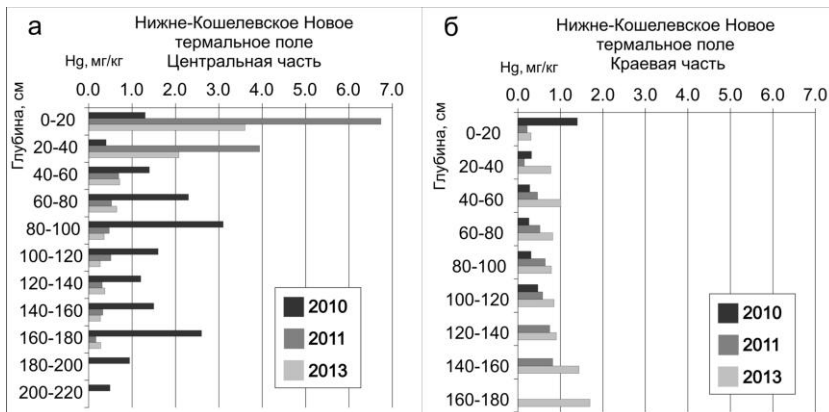 а
Нижне-Кошелевское Новое
термальное поле
Центральная часть
Hg, мг/кг
0.0 1.0 2.0 3.0 4.0 5.0 6.0 7.0
Глубина, см
0-20
20-40
40-60
60-80
80-100
100-120
120-140
140-160
160-180
180-200
200-220
2010
2011
2013
б
Нижне-Кошелевское Новое
термальное поле
Краевая часть
Hg, мг/кг
0.0 1.0 2.0 3.0 4.0 5.0 6.0 7.0
Глубина, см
0-20
20-40
40-60
60-80
80-100
100-120
120-140
140-160
160-180
2010
2011
2013